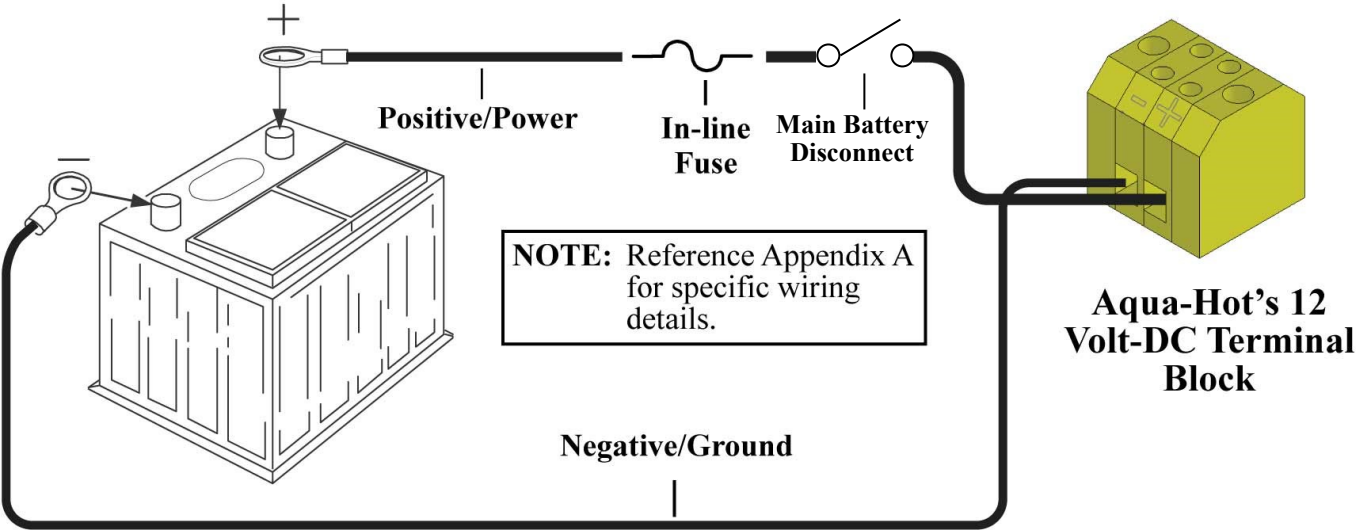 +
Positive/Power
In-line
Fuse
Main Battery
Disconnect
−
- +
NOTE: Reference Appendix A
for specific wiring
details.
Aqua-Hot’s 12
Volt-DC Terminal
Block
Negative/Ground